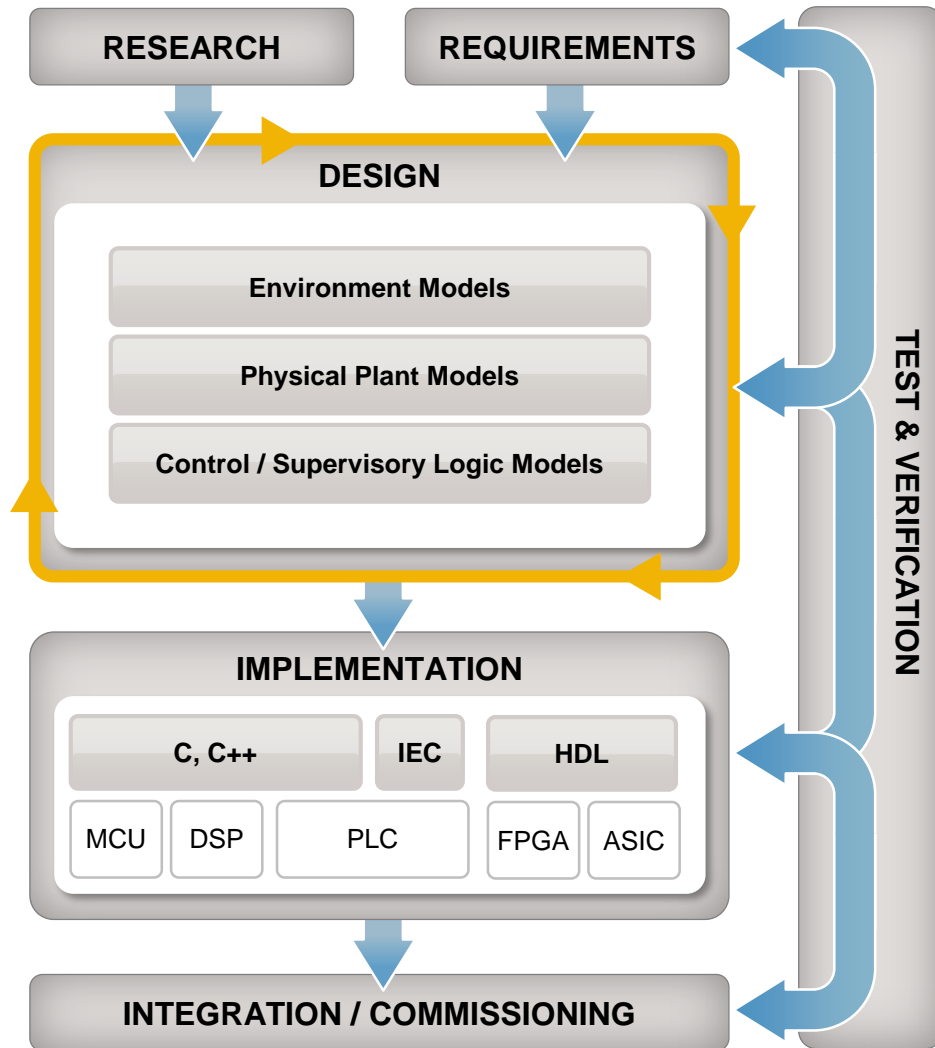 RESEARCH
REQUIREMENTS
DESIGN
Environment Models
Physical Plant Models
Control / Supervisory Logic Models
TEST & VERIFICATION
IMPLEMENTATION
C, C++
IEC
HDL
MCU
DSP
PLC
FPGA
ASIC
INTEGRATION / COMMISSIONING